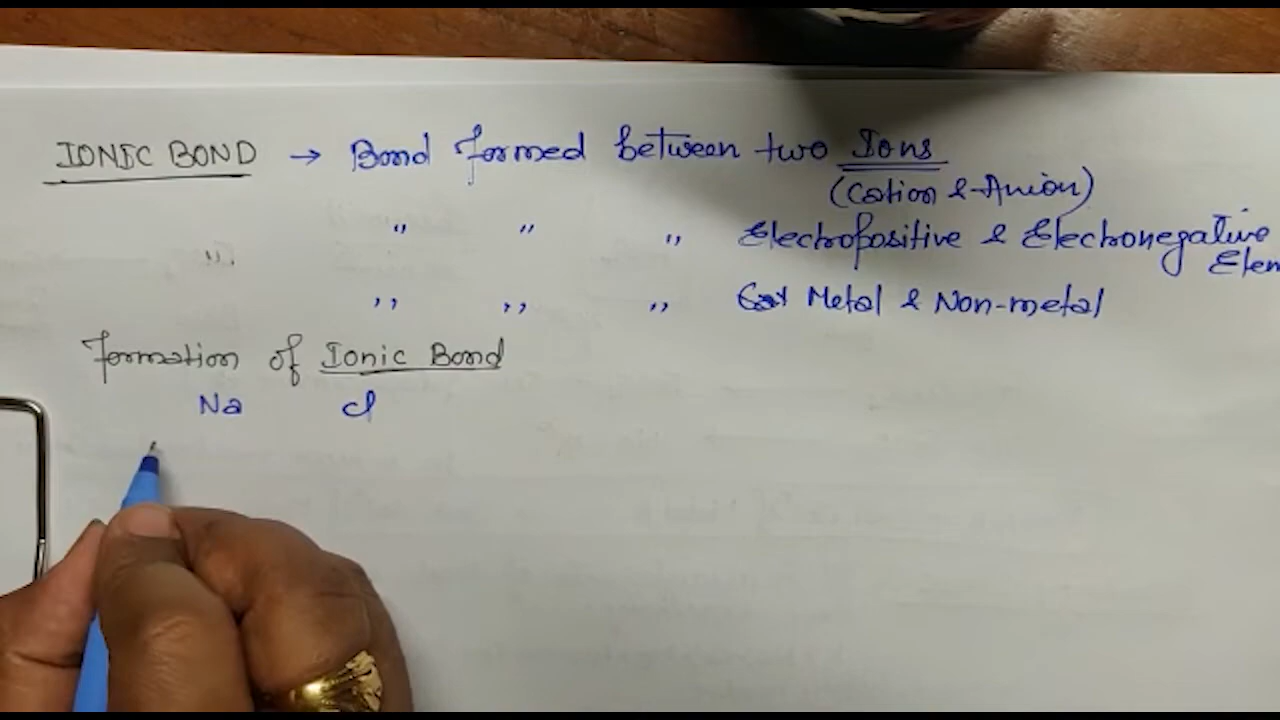 IONIC BOND → Bond formed between two Ions
(Cation & Anion)
" " " Electropositive & Electronegative
Elem
" " " Metal & Non-metal
Formation of Ionic Bond
Na Cl